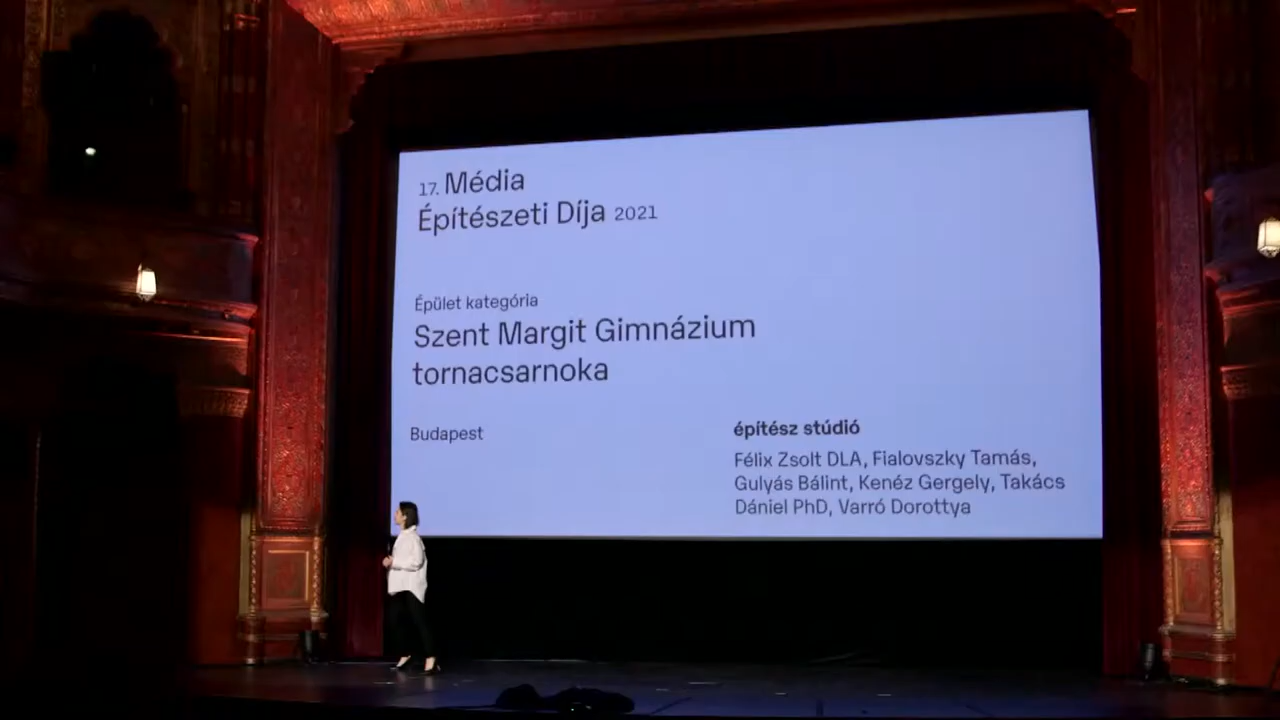 17. Média
Építészeti Díja 2021
Épület kategória
Szent Margit Gimnázium
tornacsarnoka
Budapest
építész stúdió
Félix Zsolt DLA, Fialovszky Tamás,
Gulyás Bálint, Kenéz Gergely, Takács
Dániel PhD, Varró Dorottya